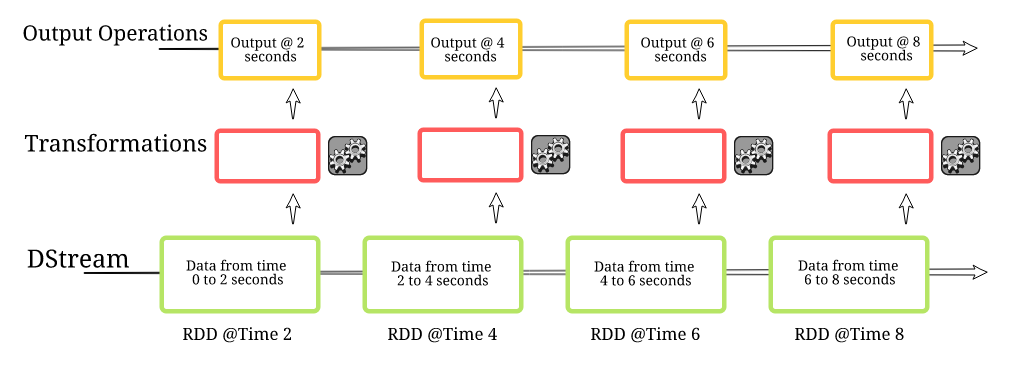 Output Operations
Output @ 2
seconds
Output @ 4
seconds
Output @ 6
seconds
Output @ 8
seconds
Transformations
DStream
Data from time
0 to 2 seconds
Data from time
2 to 4 seconds
Data from time
4 to 6 seconds
Data from time
6 to 8 seconds
RDD @Time 2
RDD @Time 4
RDD @Time 6
RDD @Time 8